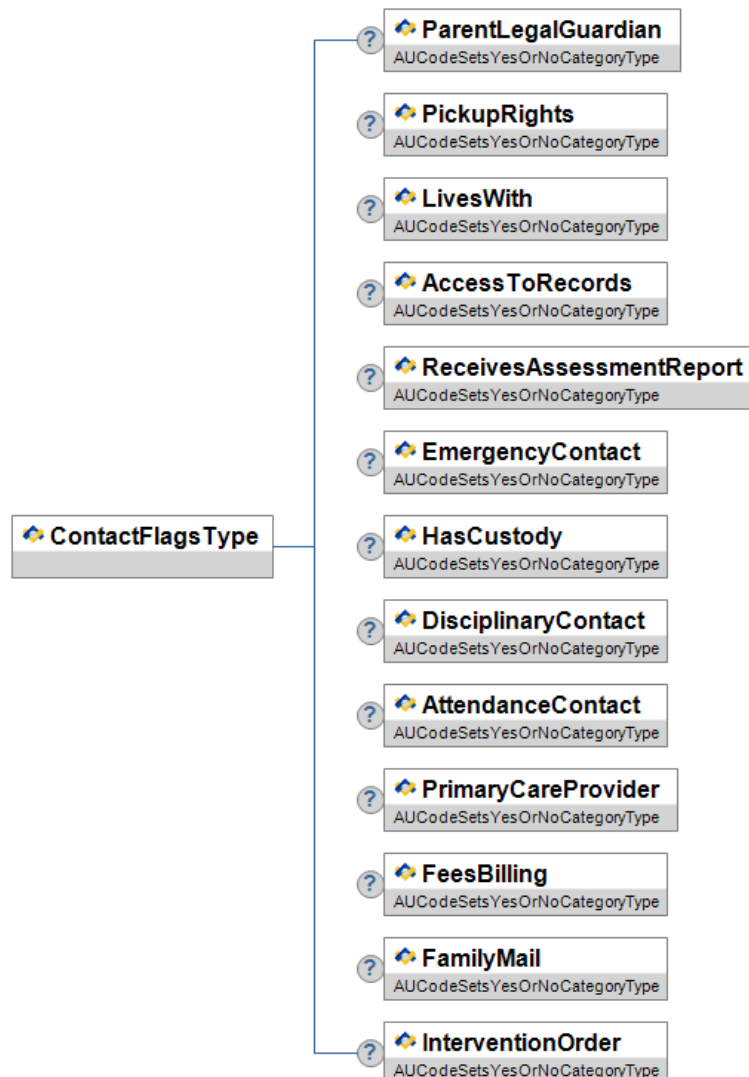 ?
ParentLegalGuardian
AUCodeSetsYesOrNoCategoryType
?
PickupRights
AUCodeSetsYesOrNoCategoryType
?
LivesWith
AUCodeSetsYesOrNoCategoryType
?
AccessToRecords
AUCodeSetsYesOrNoCategoryType
?
ReceivesAssessmentReport
AUCodeSetsYesOrNoCategoryType
?
EmergencyContact
AUCodeSetsYesOrNoCategoryType
ContactFlagsType
?
HasCustody
AUCodeSetsYesOrNoCategoryType
?
DisciplinaryContact
AUCodeSetsYesOrNoCategoryType
?
AttendanceContact
AUCodeSetsYesOrNoCategoryType
?
PrimaryCareProvider
AUCodeSetsYesOrNoCategoryType
?
FeesBilling
AUCodeSetsYesOrNoCategoryType
?
FamilyMail
AUCodeSetsYesOrNoCategoryType
?
InterventionOrder
AUCodeSetsYesOrNoCategoryType